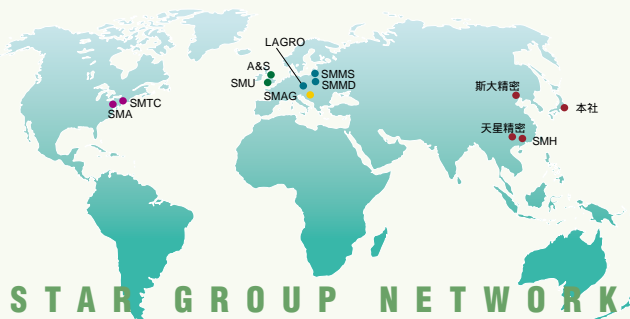 LAGRO
A&S
SMMS
SMU
SMMD
SMAG
斯大精密
SMTC
本社
SMA
天星精密
SMH
STAR GROUP NETWORK